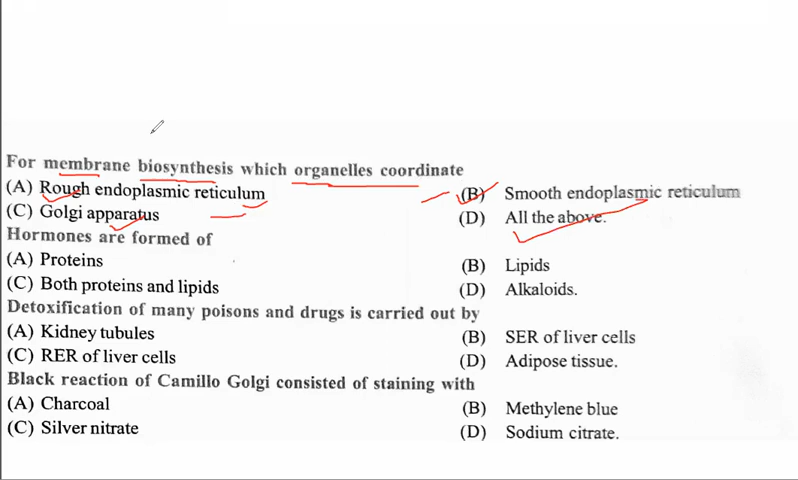 For membrane biosynthesis which organelles coordinate
(A) Rough endoplasmic reticulum (B) Smooth endoplasmic reticulum
(C) Golgi apparatus (D) All the above.
Hormones are formed of
(A) Proteins (B) Lipids
(C) Both proteins and lipids (D) Alkaloids.
Detoxification of many poisons and drugs is carried out by
(A) Kidney tubules (B) SER of liver cells
(C) RER of liver cells (D) Adipose tissue.
Black reaction of Camillo Golgi consisted of staining with
(A) Charcoal (B) Methylene blue
(C) Silver nitrate (D) Sodium citrate.